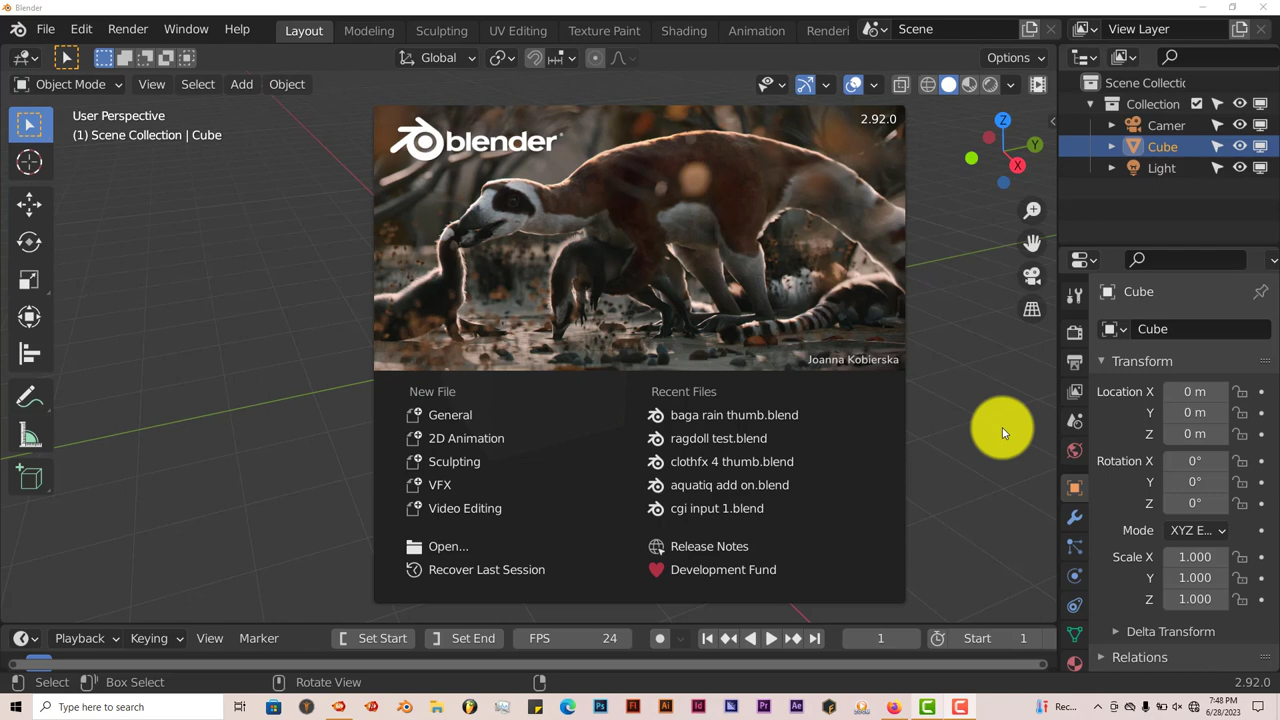 Blender
File Edit Render Window Help
Layout Modeling Sculpting UV Editing Texture Paint Shading Animation Renderi
Scene
View Layer
Global
Options
Object Mode View Select Add Object
User Perspective
(1) Scene Collection | Cube
Scene Collectic
Collection
Camer
Cube
Light
Z
Y
X
blender
2.92.0
Joanna Kobierska
New File
General
2D Animation
Sculpting
VFX
Video Editing
Open...
Recover Last Session
Recent Files
baga rain thumb.blend
ragdoll test.blend
clothfx 4 thumb.blend
aquatiq add on.blend
cgi input 1.blend
Release Notes
Development Fund
Cube
Cube
Transform
Location X 0 m
Y 0 m
Z 0 m
Rotation X 0°
Y 0°
Z 0°
Mode XYZ E...
Scale X 1.000
Y 1.000
Z 1.000
Delta Transform
Relations
Playback Keying View Marker
[ Set Start ] Set End FPS 24
1
Start 1
Select Box Select Rotate View
2.92.0
Type here to search
Rec...
7:48 PM
6/28/2023